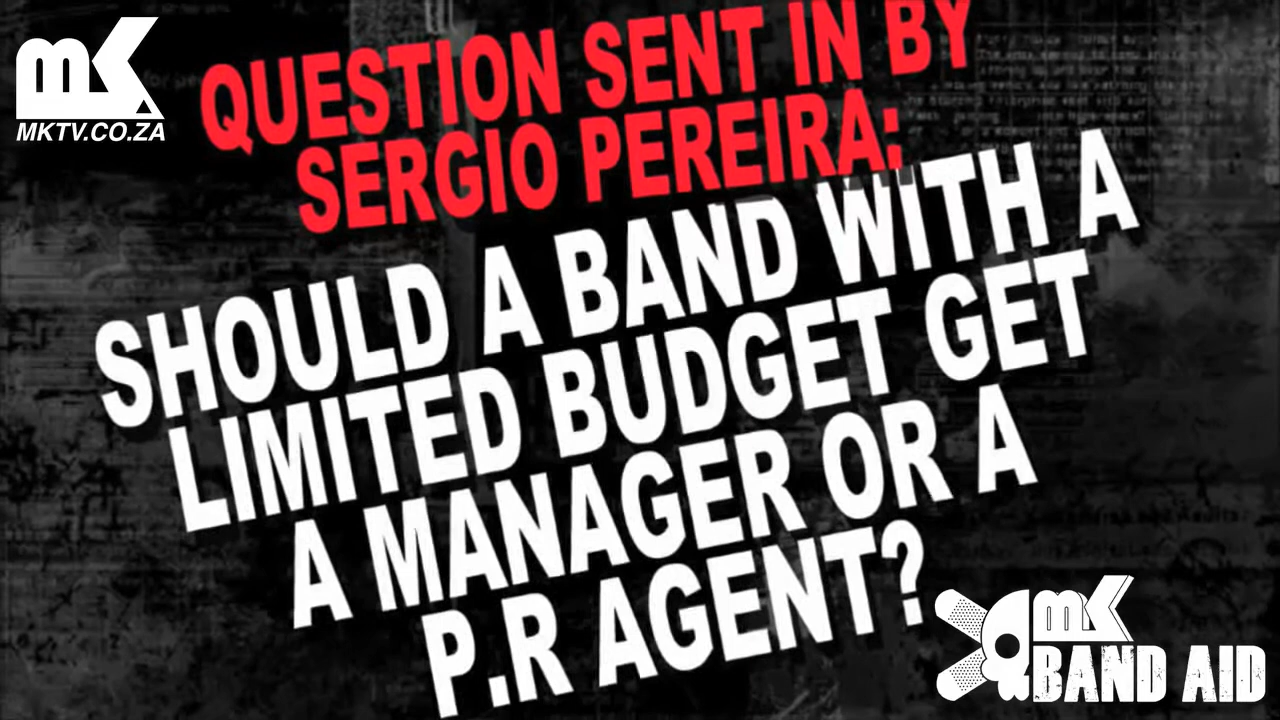 mK
MKTV.CO.ZA
QUESTION SENT IN BY
SERGIO PEREIRA:
SHOULD A BAND WITH A
LIMITED BUDGET GET
A MANAGER OR A
P.R AGENT?
mK
BAND AID